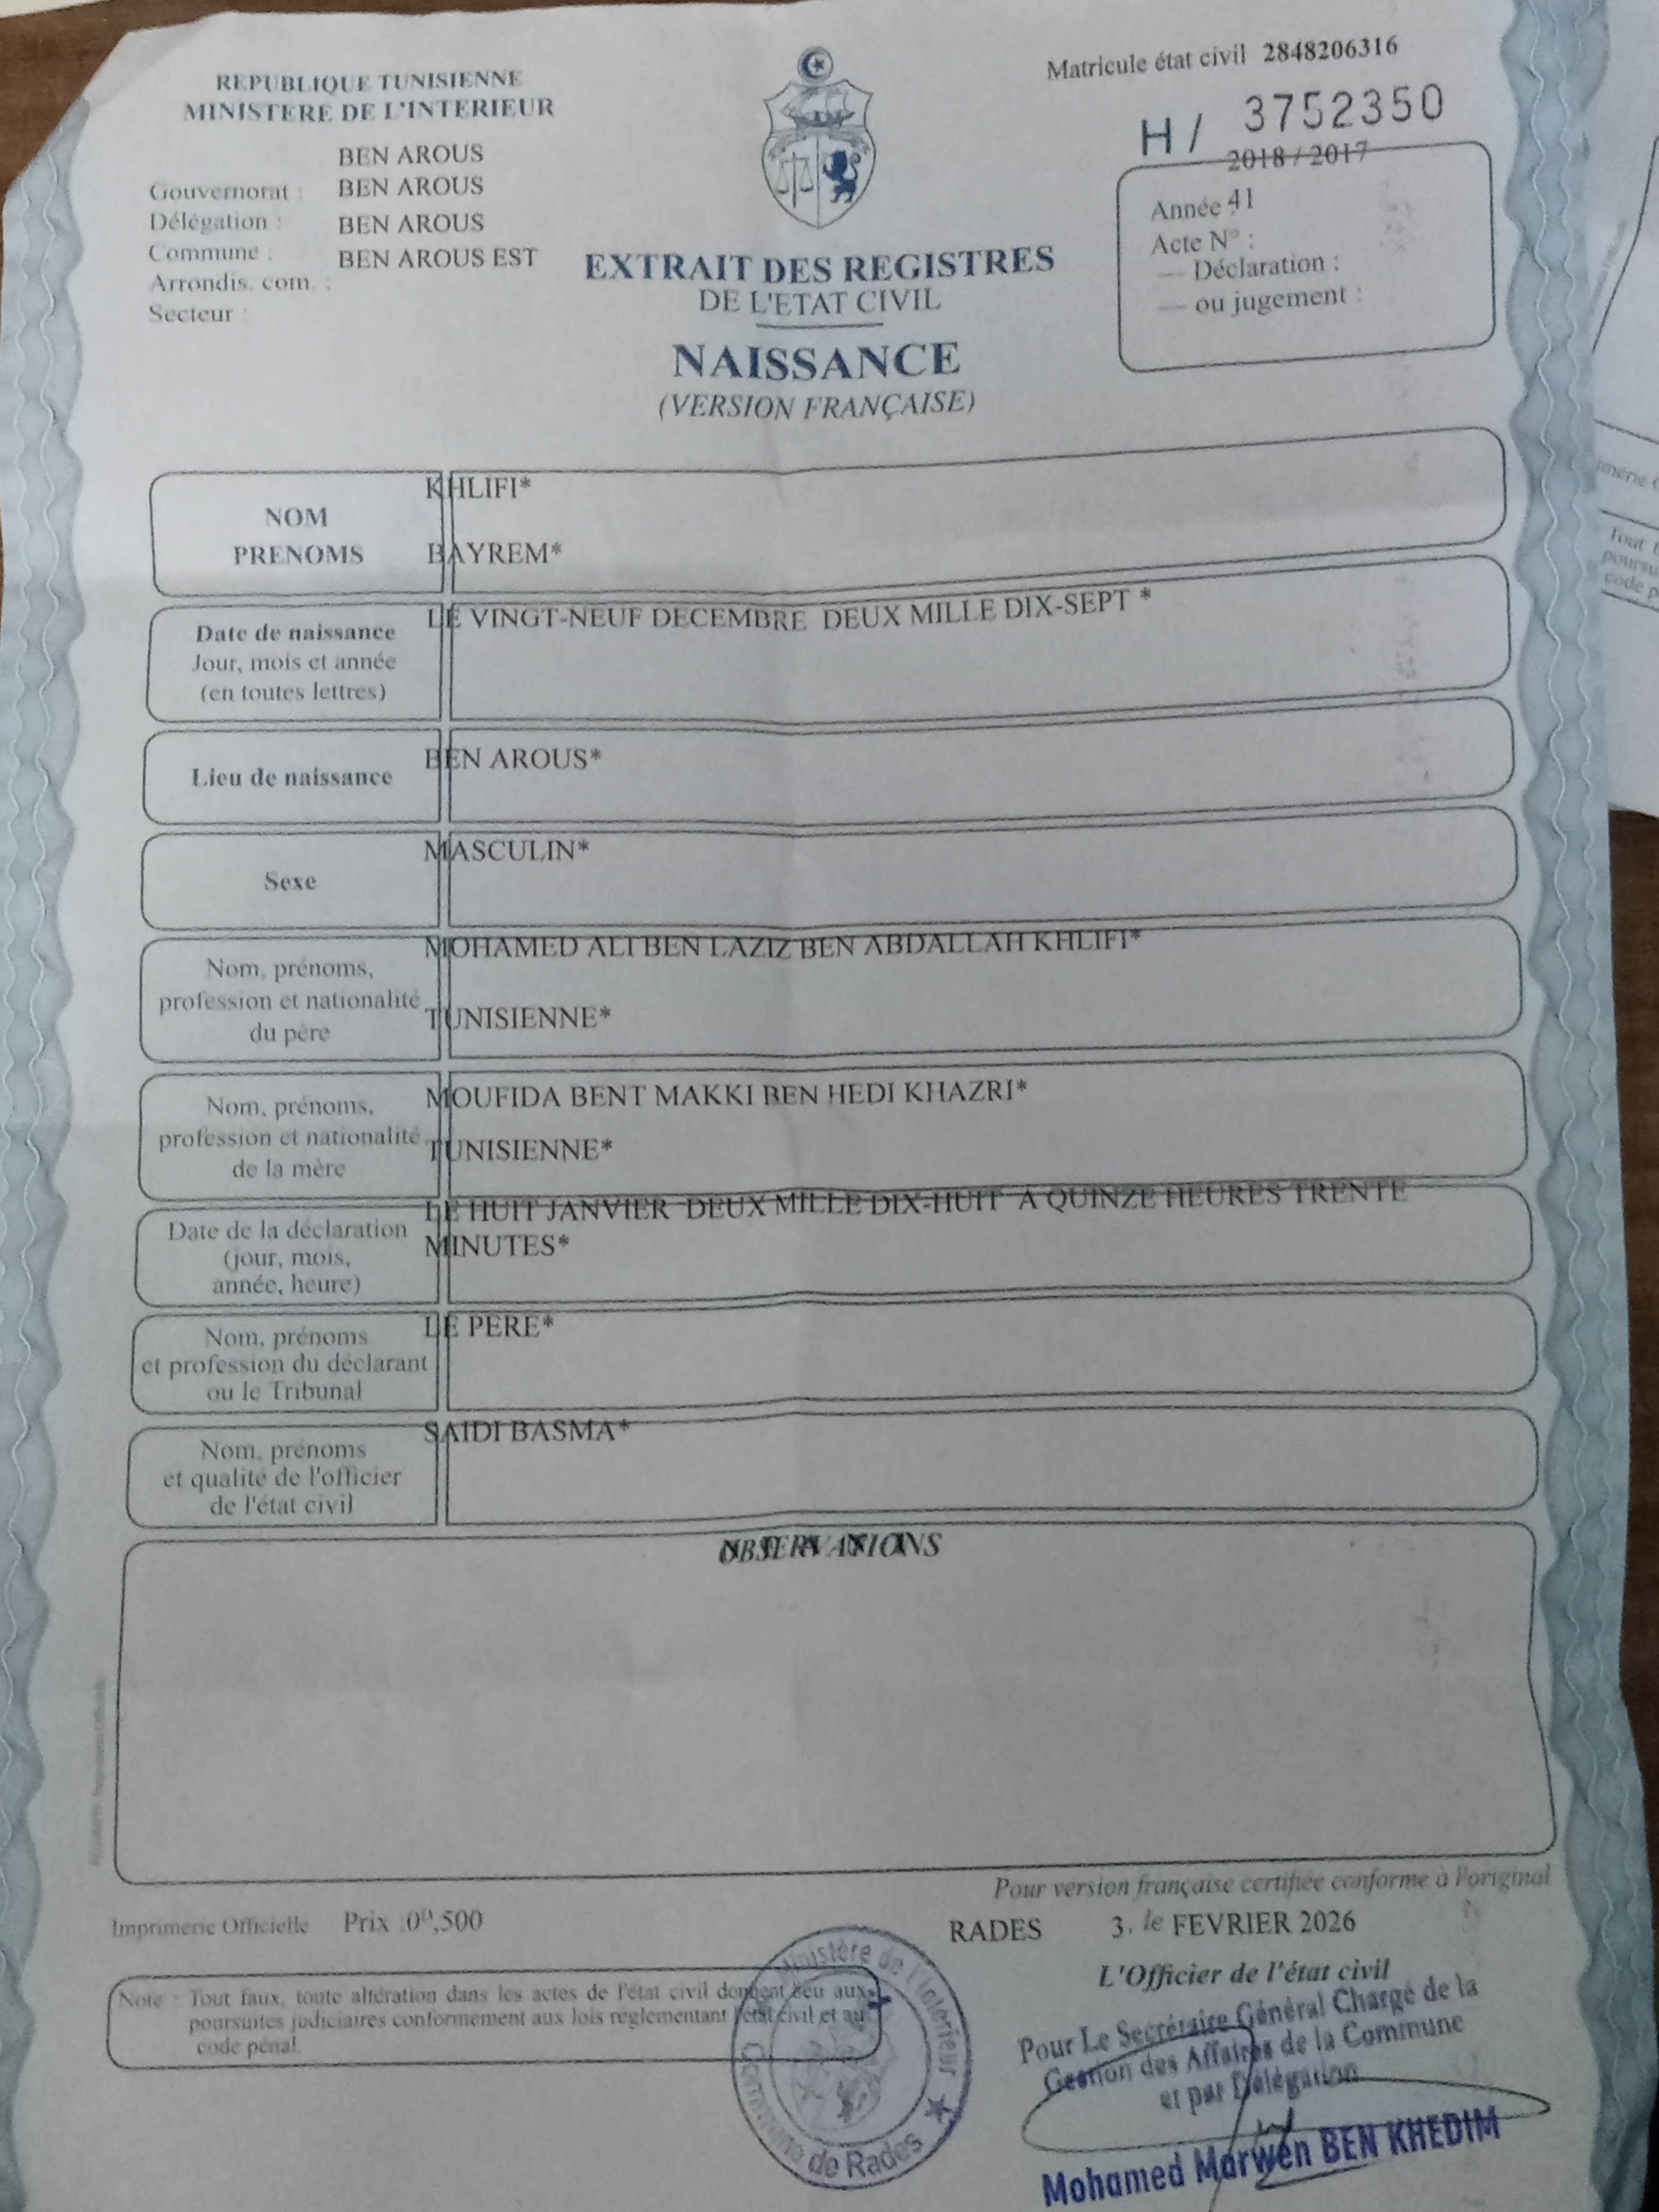 REPUBLIQUE TUNISIENNE
MINISTERE DE L'INTERIEUR
BEN AROUS
Gouvernorat : BEN AROUS
Délégation : BEN AROUS
Commune : BEN AROUS EST
Arrondis. com. :
Secteur :
EXTRAIT DES REGISTRES
DE L'ETAT CIVIL
NAISSANCE
(VERSION FRANÇAISE)
Matricule état civil 2848206316
H / 3752350
2018 / 2017
Année 41
Acte N° :
— Déclaration :
— ou jugement :
NOM
PRENOMS
KHLIFI*
BAYREM*
Date de naissance
Jour, mois et année
(en toutes lettres)
LE VINGT-NEUF DECEMBRE DEUX MILLE DIX-SEPT *
Lieu de naissance
BEN AROUS*
Sexe
MASCULIN*
Nom, prénoms,
profession et nationalité
du père
MOHAMED ALI BEN LAZIZ BEN ABDALLAH KHLIFI*
TUNISIENNE*
Nom, prénoms,
profession et nationalité
de la mère
MOUFIDA BENT MAKKI BEN HEDI KHAZRI*
TUNISIENNE*
Date de la déclaration
(jour, mois,
année, heure)
LE HUIT JANVIER DEUX MILLE DIX-HUIT A QUINZE HEURES TRENTE
MINUTES*
Nom, prénoms
et profession du déclarant
ou le Tribunal
LE PERE*
Nom, prénoms
et qualité de l'officier
de l'état civil
SAIDI BASMA*
OBSERVATIONS
Pour version française certifiée conforme à l'original
Imprimerie Officielle Prix :0D,500
RADES 3. le FEVRIER 2026
L'Officier de l'état civil
Note : Tout faux, toute altération dans les actes de l'état civil donnent lieu aux
poursuites judiciaires conformement aux lois réglementant l'état civil et au
code pénal.
Ministère de l'Interieur
Commune de Rades
Pour Le Secrétaire Général Chargé de la
Gestion des Affaires de la Commune
et par Délégation
Mohamed Marwen BEN KHEDIM